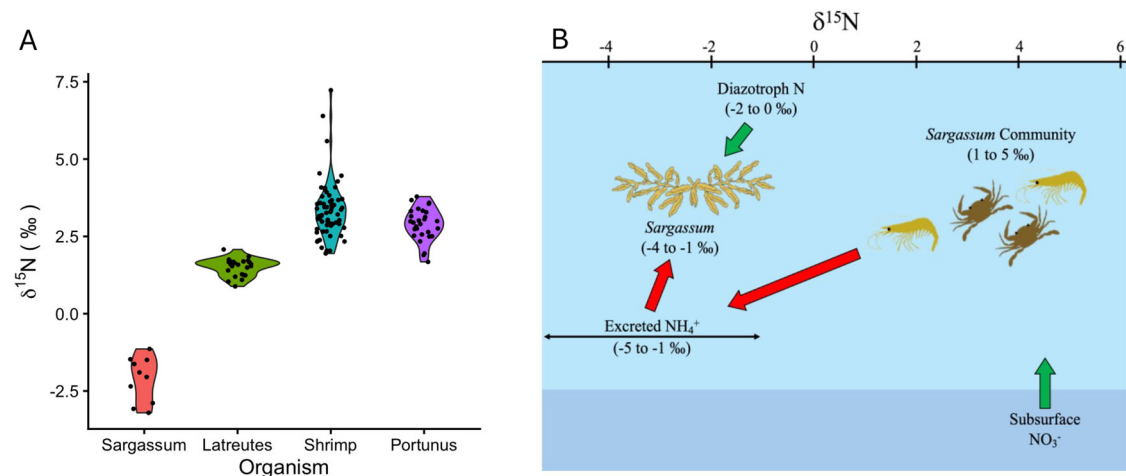 A
δ¹⁵N ( ‰)
7.5
5.0
2.5
0.0
-2.5
Sargassum Latreutes Shrimp Portunus
Organism
B
δ¹⁵N
-4 -2 0 2 4 6
Diazotroph N
(-2 to 0 ‰)
Sargassum Community
(1 to 5 ‰)
Sargassum
(-4 to -1 ‰)
Excreted NH₄⁺
(-5 to -1 ‰)
Subsurface
NO₃⁻